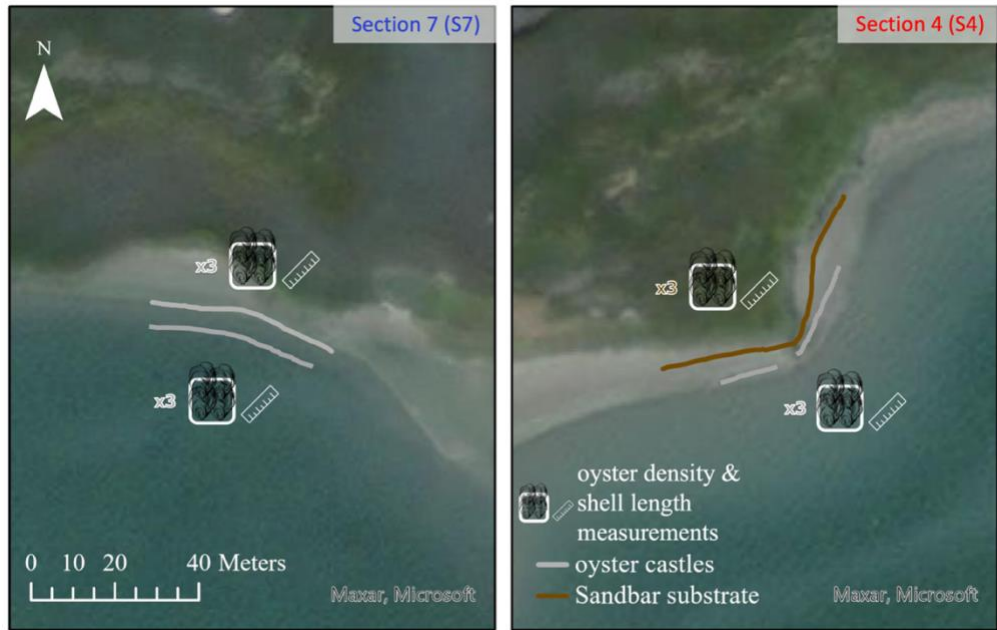 Section 7 (S7)
N
x3
x3
0 10 20 40 Meters
Maxar, Microsoft
Section 4 (S4)
x3
x3
oyster density &
shell length
measurements
oyster castles
Sandbar substrate
Maxar, Microsoft